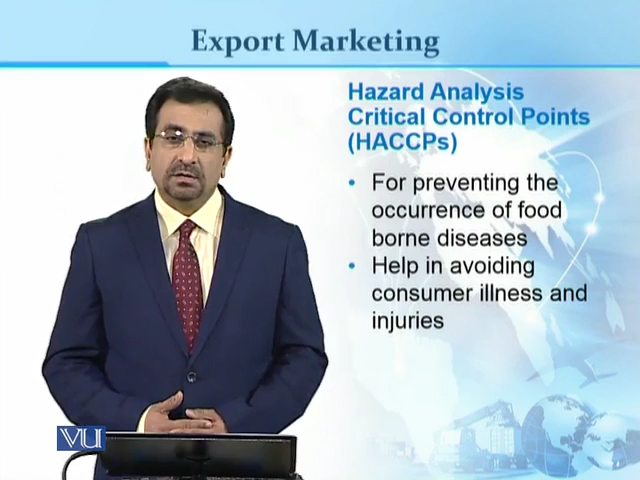 Export Marketing
Hazard Analysis
Critical Control Points
(HACCPs)
• For preventing the
occurrence of food
borne diseases
• Help in avoiding
consumer illness and
injuries
VU